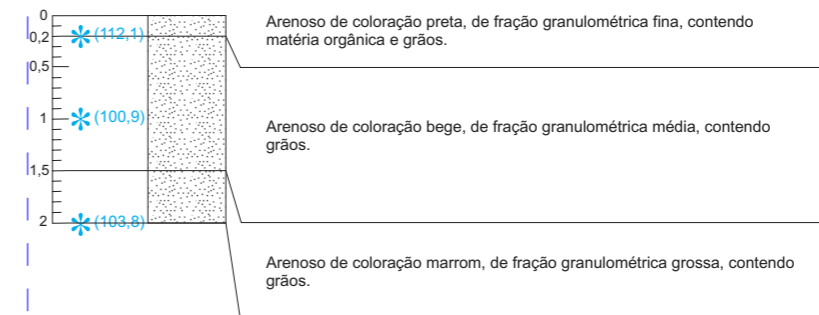 0
Arenoso de coloração preta, de fração granulométrica fina, contendo
matéria orgânica e grãos.
0,2
(112,1)
0,5
1
(100,9)
Arenoso de coloração bege, de fração granulométrica média, contendo
grãos.
1,5
2
(103,8)
Arenoso de coloração marrom, de fração granulométrica grossa, contendo
grãos.